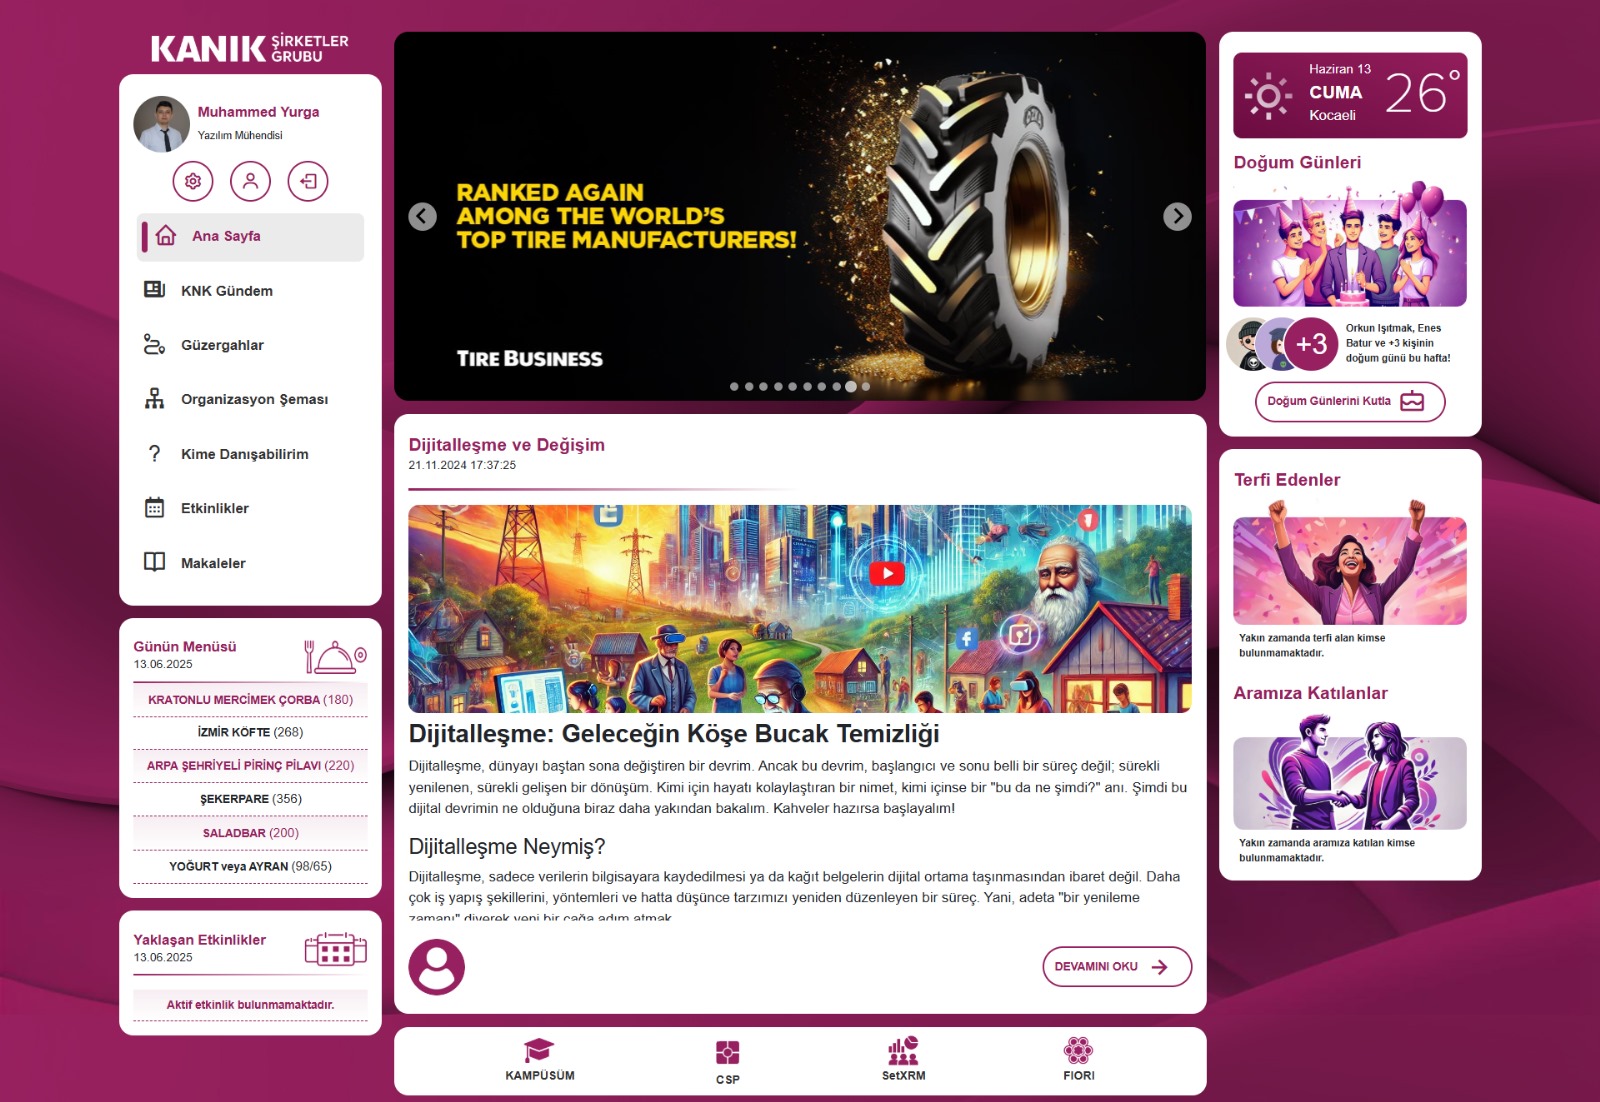 KANIK ŞİRKETLER
GRUBU
Muhammed Yurga
Yazılım Mühendisi
Ana Sayfa
KNK Gündem
Güzergahlar
Organizasyon Şeması
Kime Danışabilirim
Etkinlikler
Makaleler
Günün Menüsü
13.06.2025
KRATONLU MERCİMEK ÇORBA (180)
İZMİR KÖFTE (268)
ARPA ŞEHRİYELİ PİRİNÇ PİLAVI (220)
ŞEKERPARE (356)
SALADBAR (200)
YOĞURT veya AYRAN (98/65)
Yaklaşan Etkinlikler
13.06.2025
Aktif etkinlik bulunmamaktadır.
RANKED AGAIN
AMONG THE WORLD'S
TOP TIRE MANUFACTURERS!
TIRE BUSINESS
Dijitalleşme ve Değişim
21.11.2024 17:37:25
Dijitalleşme: Geleceğin Köşe Bucak Temizliği
Dijitalleşme, dünyayı baştan sona değiştiren bir devrim. Ancak bu devrim, başlangıcı ve sonu belli bir süreç değil; sürekli
yenilenen, sürekli gelişen bir dönüşüm. Kimi için hayatı kolaylaştıran bir nimet, kimi içinse bir "bu da ne şimdi?" anı. Şimdi bu
dijital devrimin ne olduğuna biraz daha yakından bakalım. Kahveler hazırsa başlayalım!
Dijitalleşme Neymiş?
Dijitalleşme, sadece verilerin bilgisayara kaydedilmesi ya da kağıt belgelerin dijital ortama taşınmasından ibaret değil. Daha
çok iş yapış şekillerini, yöntemleri ve hatta düşünce tarzımızı yeniden düzenleyen bir süreç. Yani, adeta "bir yenileme
zamanı" diyerek yeni bir çağa adım atmak.
DEVAMINI OKU
KAMPÜSÜM
CSP
SetXRM
FIORI
Haziran 13
CUMA
Kocaeli
26°
Doğum Günleri
+3
Orkun Işıtmak, Enes
Batur ve +3 kişinin
doğum günü bu hafta!
Doğum Günlerini Kutla
Terfi Edenler
Yakın zamanda terfi alan kimse
bulunmamaktadır.
Aramıza Katılanlar
Yakın zamanda aramıza katılan kimse
bulunmamaktadır.